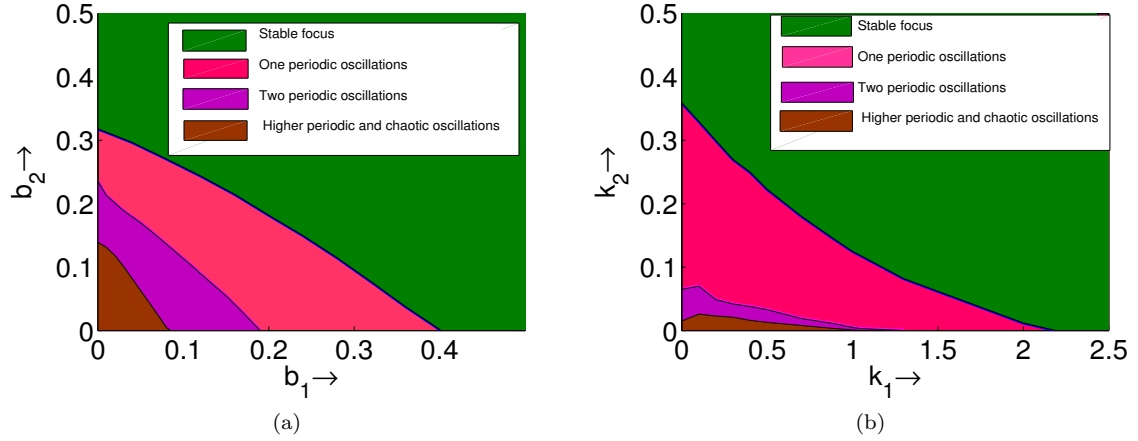 0.5
0.4
0.3
0.2
0.1
0
b2→
Stable focus
One periodic oscillations
Two periodic oscillations
Higher periodic and chaotic oscillations
0 0.1 0.2 0.3 0.4
b1→
(a)
0.5
0.4
0.3
0.2
0.1
0
k2→
Stable focus
One periodic oscillations
Two periodic oscillations
Higher periodic and chaotic oscillations
0 0.5 1 1.5 2 2.5
k1→
(b)